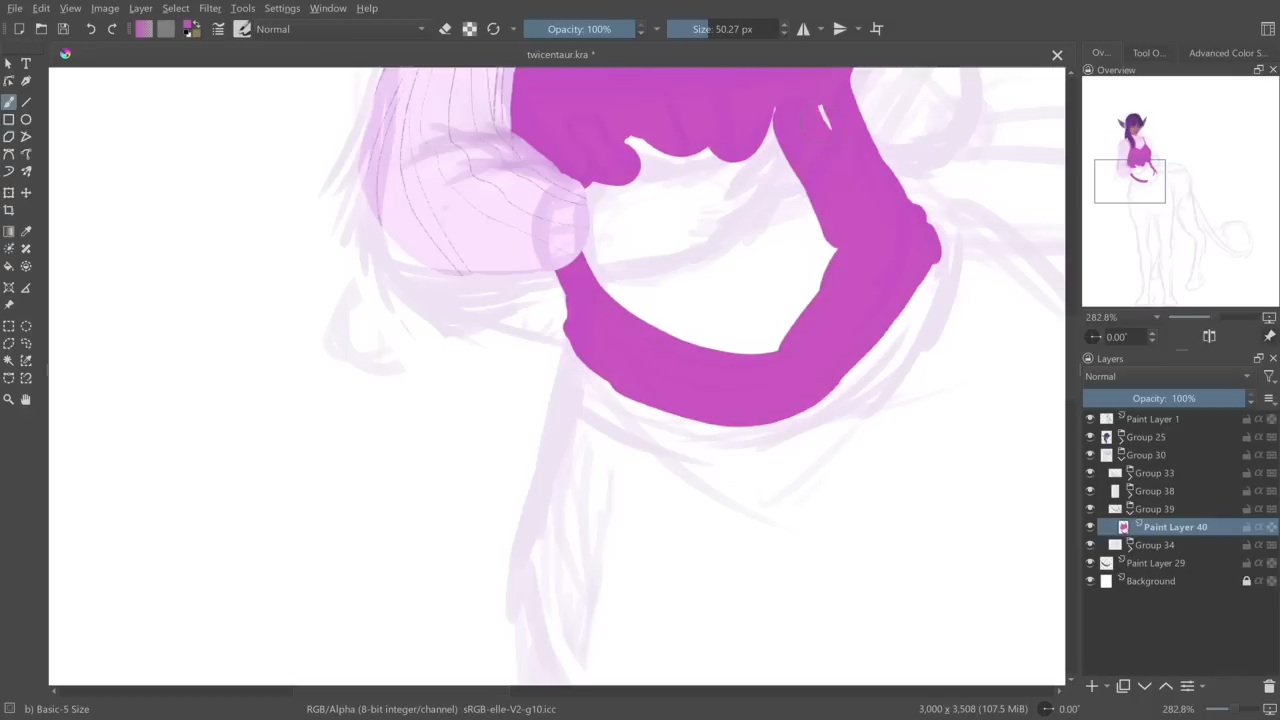 File Edit View Image Layer Select Filter Tools Settings Window Help
Normal Opacity: 100% Size: 50.27 px
twicentaur.kra *
Ov... Tool O... Advanced Color S...
Overview
282.8%
0.00°
Layers
Normal
Opacity: 100%
Paint Layer 1
Group 25
Group 30
Group 33
Group 38
Group 39
Paint Layer 40
Group 34
Paint Layer 29
Background
b) Basic-5 Size RGB/Alpha (8-bit integer/channel) sRGB-elle-V2-g10.icc 3,000 x 3,508 (107.5 MiB) 0.00° 282.8%